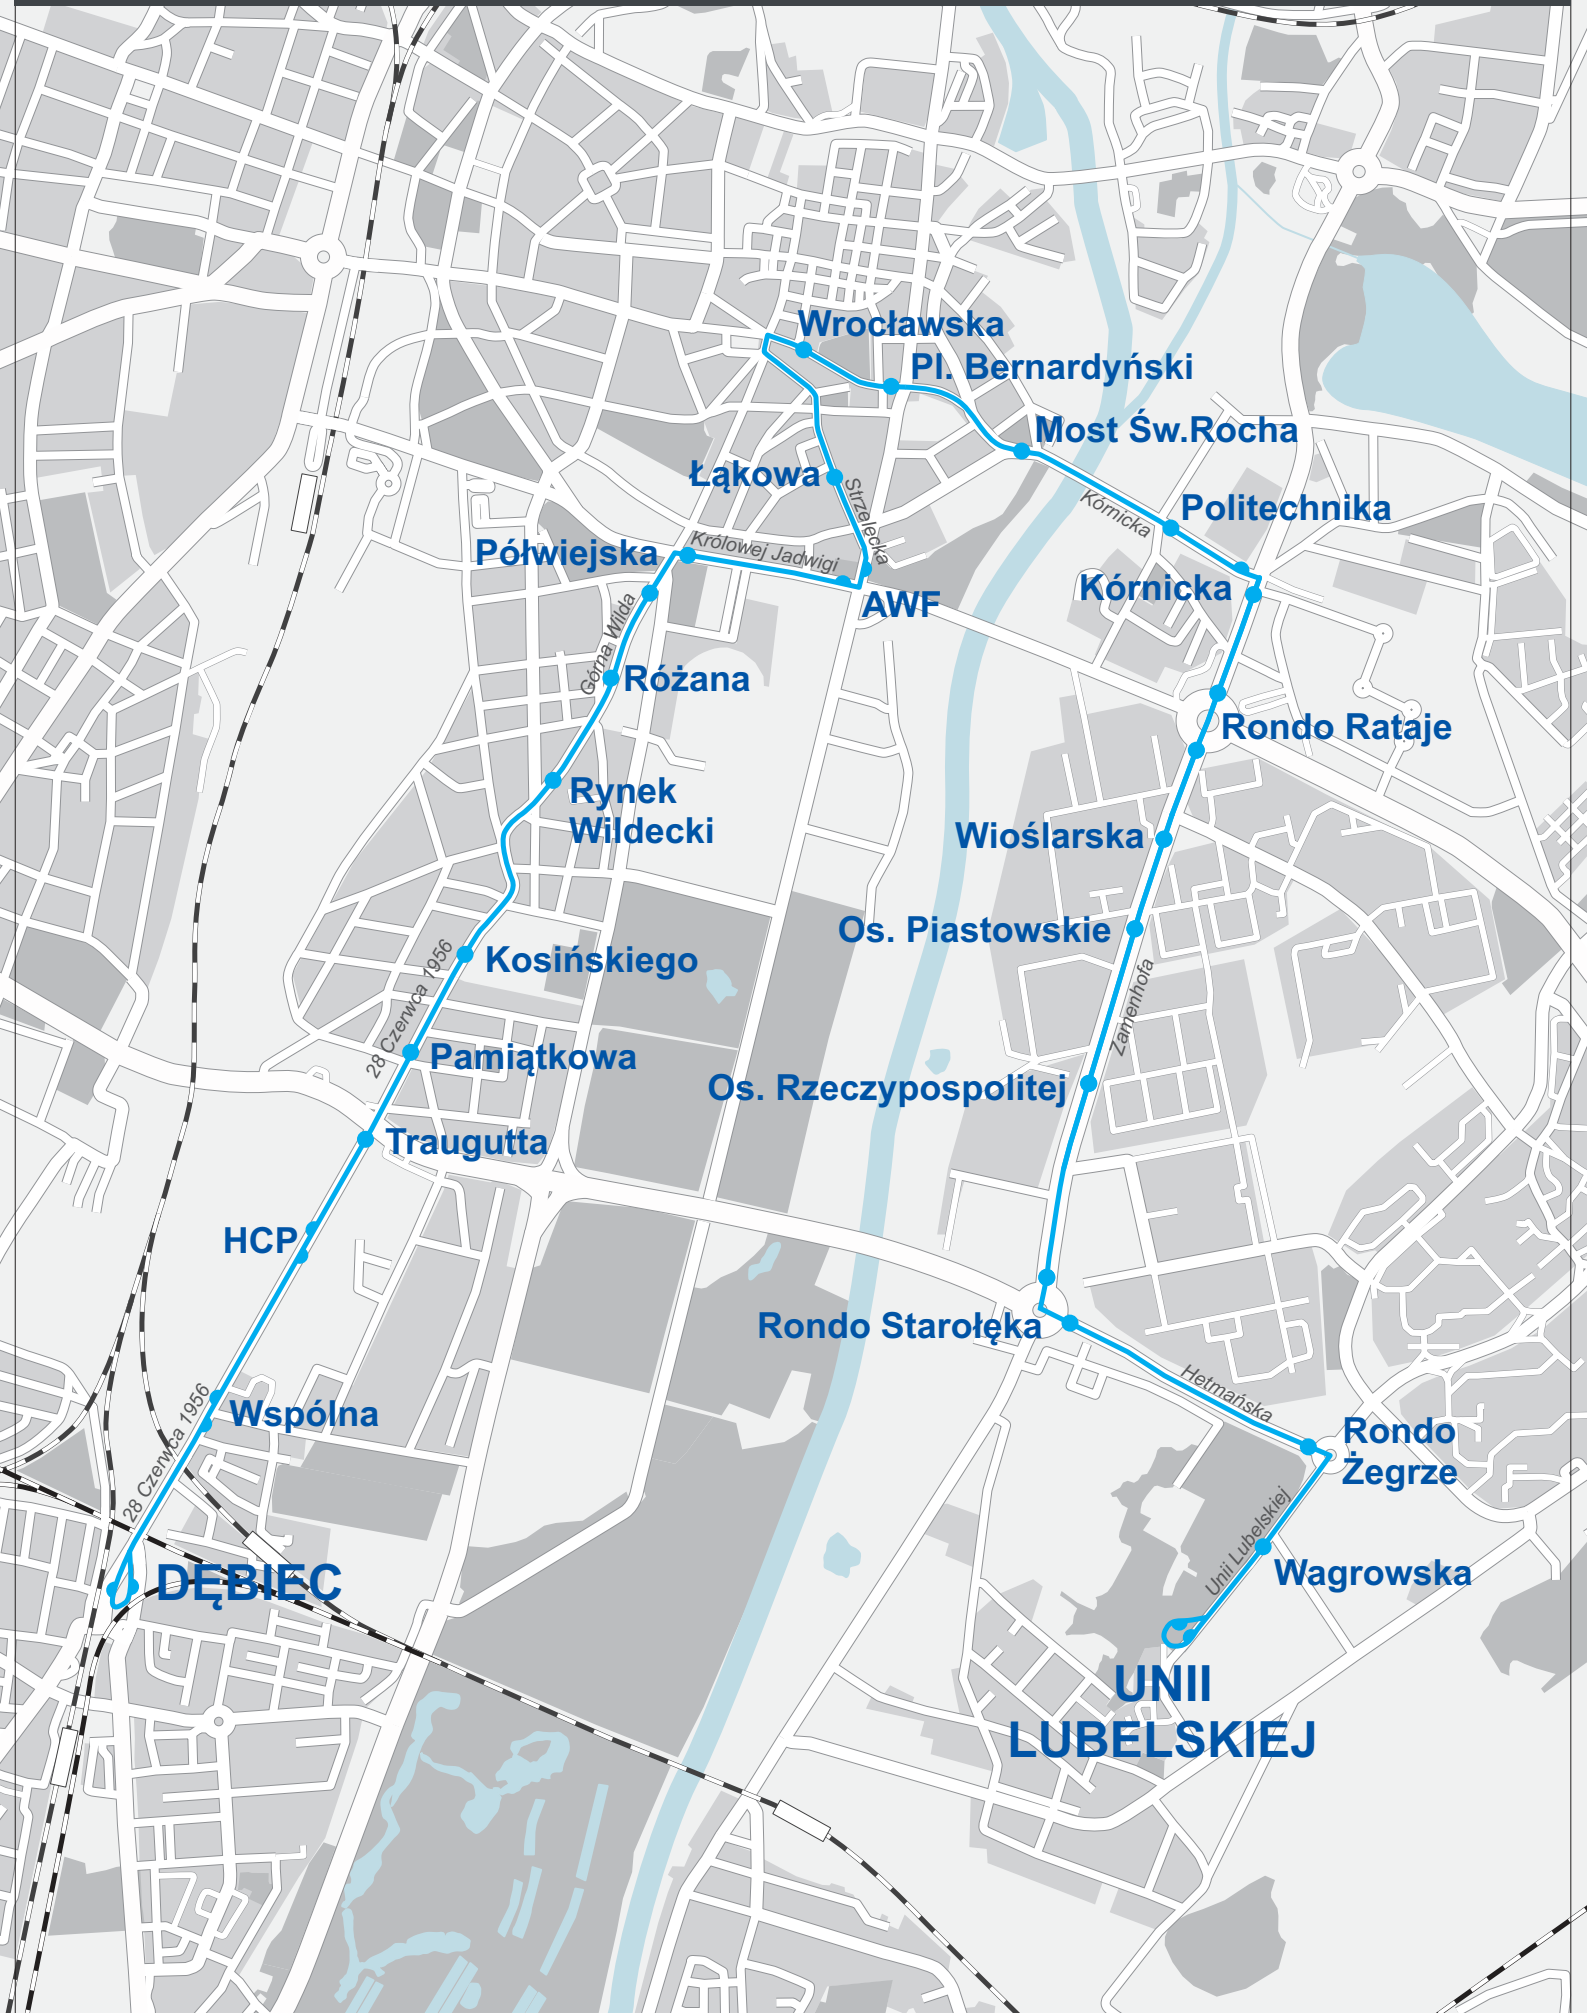 Wrocławska
Pl. Bernardyński
Most Św.Rocha
Łąkowa
Strzelecka
Kórnicka
Politechnika
Półwiejska
Królowej Jadwigi
Kórnicka
AWF
Górna Wilda
Różana
Rondo Rataje
Rynek
Wildecki
Wioślarska
Os. Piastowskie
Kosińskiego
28 Czerwca 1956
Zamenhofa
Pamiątkowa
Os. Rzeczypospolitej
Traugutta
HCP
Rondo Starołęka
Hetmańska
Wspólna
28 Czerwca 1956
Rondo
Żegrze
Unii Lubelskiej
Wagrowska
DĘBIEC
UNII
LUBELSKIEJ